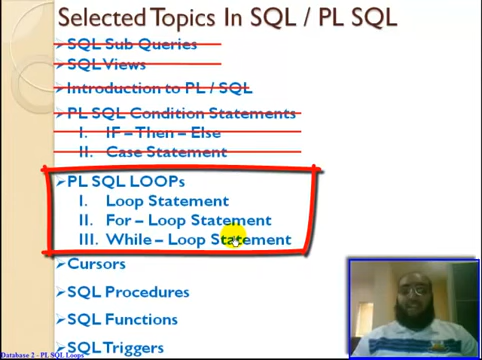 Selected Topics In SQL / PL SQL
SQL Sub Queries
SQL Views
Introduction to PL / SQL
PL SQL Condition Statements
I. IF – Then – Else
II. Case Statement
PL SQL LOOPs
I. Loop Statement
II. For – Loop Statement
III. While – Loop Statement
Cursors
SQL Procedures
SQL Functions
SQL Triggers
Database 2 - PL SQL Loops